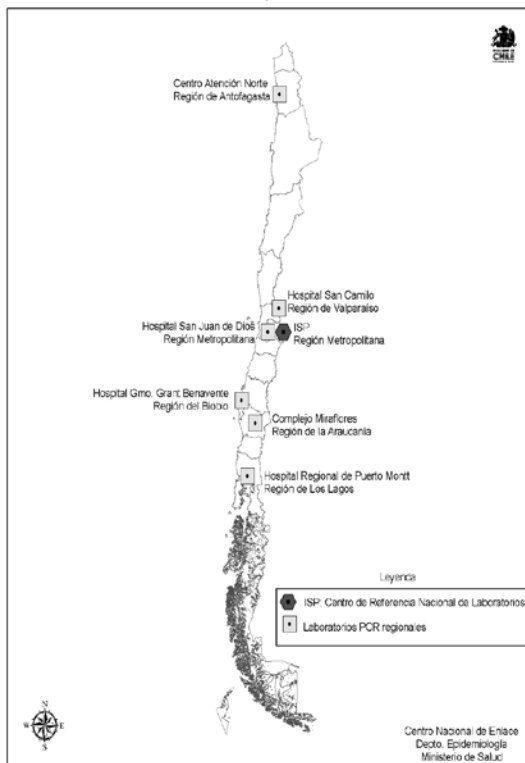 CHILE
Centro Atención Norte
Región de Antofagasta
Hospital San Camilo
Región de Valparaíso
Hospital San Juan de Dios
Región Metropolitana
ISP
Región Metropolitana
Hospital Gmo. Grant Benavente
Región del Biobío
Complejo Miraflores
Región de la Araucanía
Hospital Regional de Puerto Montt
Región de Los Lagos
Leyenda
ISP: Centro de Referencia Nacional de Laboratorios
Laboratorios PCR regionales
N
W E
S
Centro Nacional de Enlace
Depto. Epidemiología
Ministerio de Salud